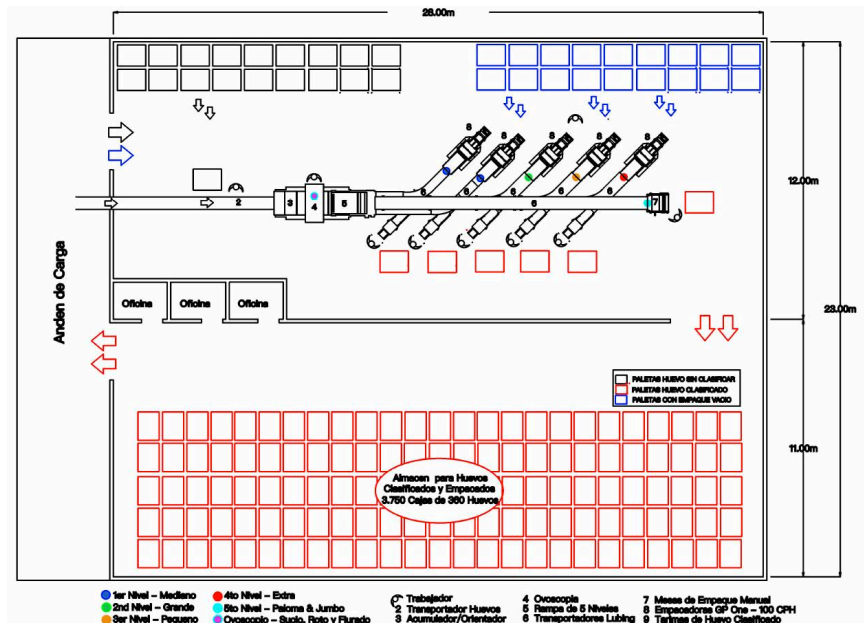 28.00m
8
8
8
8
8
12.00m
2
3
4
5
6
6
6
6
6
6
7
Anden de Carga
Oficina
Oficina
Oficina
23.00m
PALETAS HUEVO SIN CLASIFICAR
PALETAS HUEVO CLASIFICADO
PALETAS CON EMPAQUE VACIO
11.00m
Almacen para Huevos
Clasificados y Empacados
3.750 Cajas de 360 Huevos
1er Nivel – Mediano
4to Nivel – Extra
Trabajador
4 Ovoscopia
7 Mesas de Empaque Manual
2nd Nivel – Grande
5to Nivel – Paloma & Jumbo
2 Transportador Huevos
5 Rampa de 5 Niveles
8 Empacadoras GP One – 100 CPH
3er Nivel – Pequeno
Ovoscopio – Sucio, Roto y Fisurado
3 Acumulador/Orientador
6 Transportadores Lubing
9 Tarimas de Huevo Clasificado